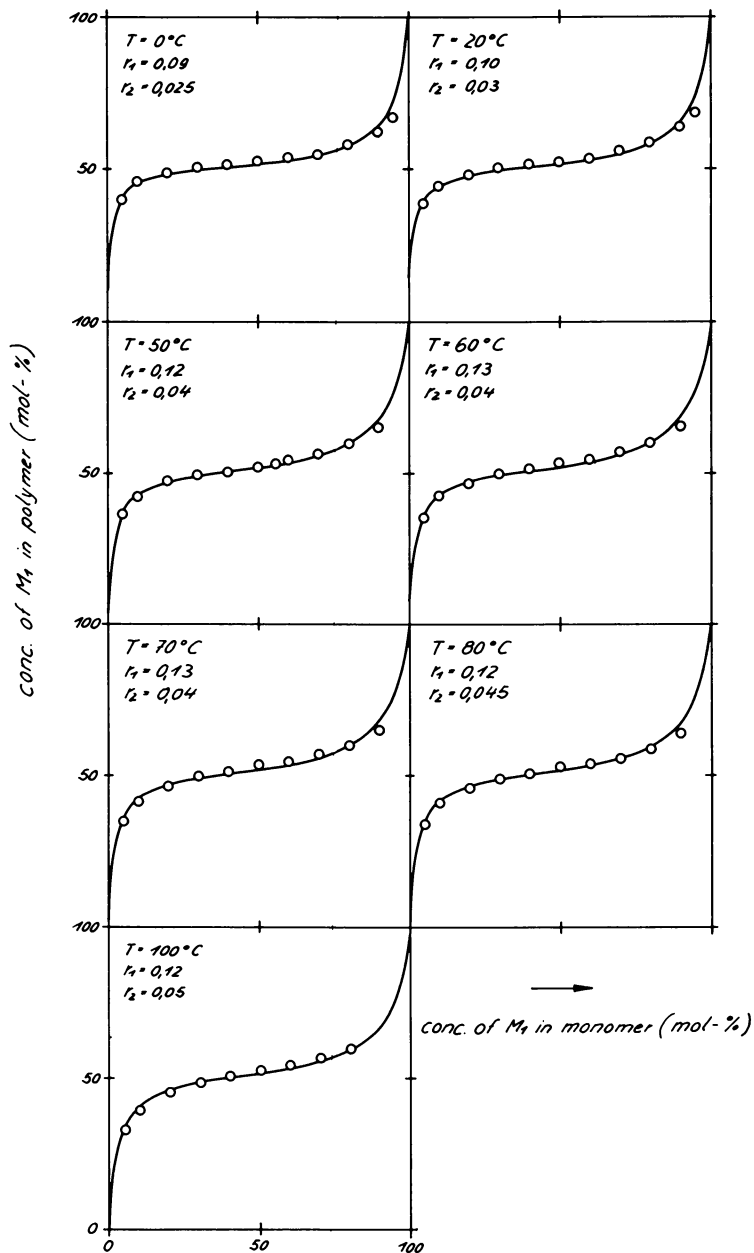 100
T = 0°C
r₁ = 0,09
r₂ = 0,025
T = 20°C
r₁ = 0,10
r₂ = 0,03
50
100
T = 50°C
r₁ = 0,12
r₂ = 0,04
T = 60°C
r₁ = 0,13
r₂ = 0,04
50
100
T = 70°C
r₁ = 0,13
r₂ = 0,04
T = 80°C
r₁ = 0,12
r₂ = 0,045
50
100
T = 100°C
r₁ = 0,12
r₂ = 0,05
50
0
0 50 100
conc. of M₁ in polymer (mol-%)
conc. of M₁ in monomer (mol-%)